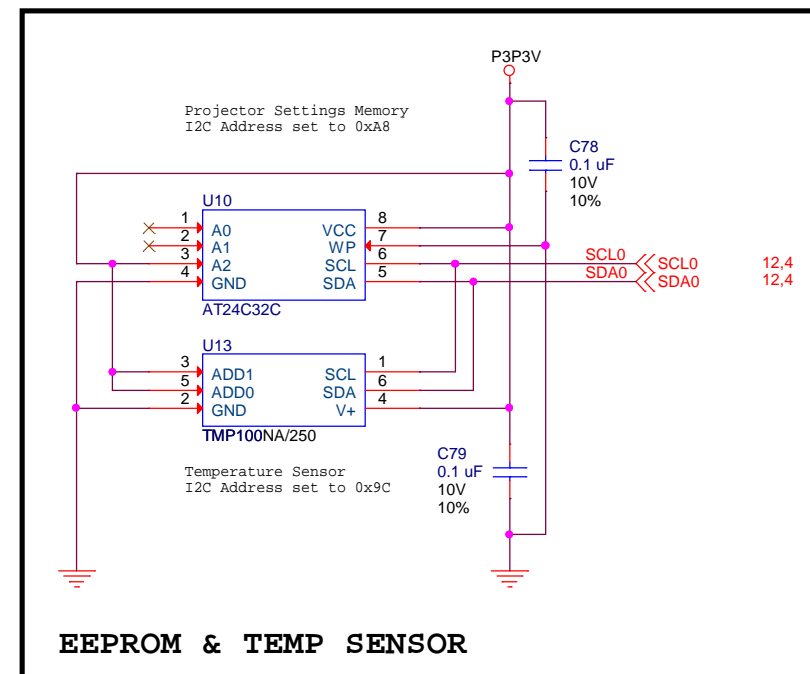 P3P3V
Projector Settings Memory
I2C Address set to 0xA8
C78
0.1 uF
10V
10%
U10
1 A0 VCC 8
2 A1 WP 7
3 A2 SCL 6
4 GND SDA 5
AT24C32C
SCL0 SCL0 12,4
SDA0 SDA0 12,4
U13
3 ADD1 SCL 1
5 ADD0 SDA 6
2 GND V+ 4
TMP100NA/250
Temperature Sensor
I2C Address set to 0x9C
C79
0.1 uF
10V
10%
EEPROM & TEMP SENSOR